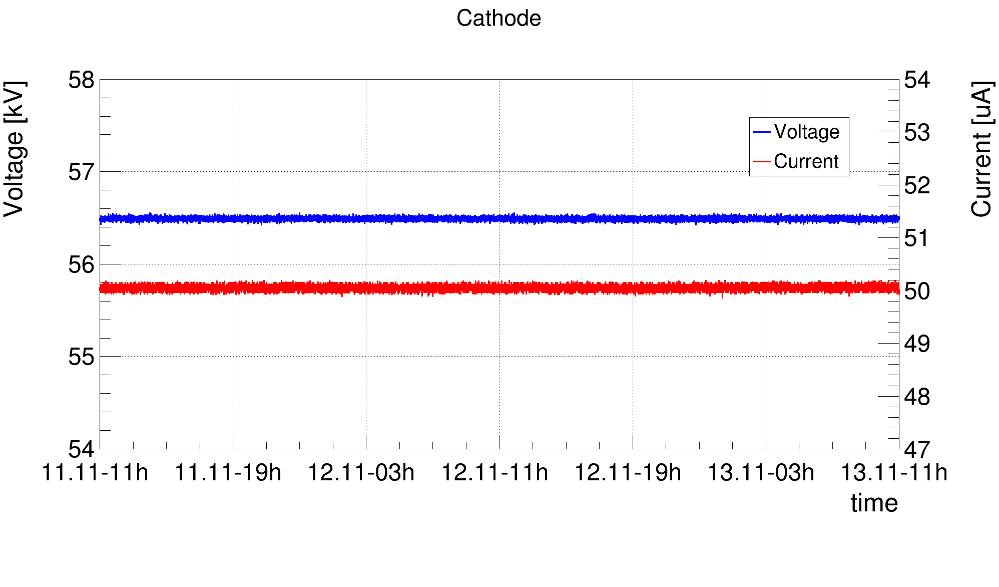 Cathode
Voltage [kV]
58
57
56
55
54
Voltage
Current
Current [uA]
54
53
52
51
50
49
48
47
11.11-11h 11.11-19h 12.11-03h 12.11-11h 12.11-19h 13.11-03h 13.11-11h
time